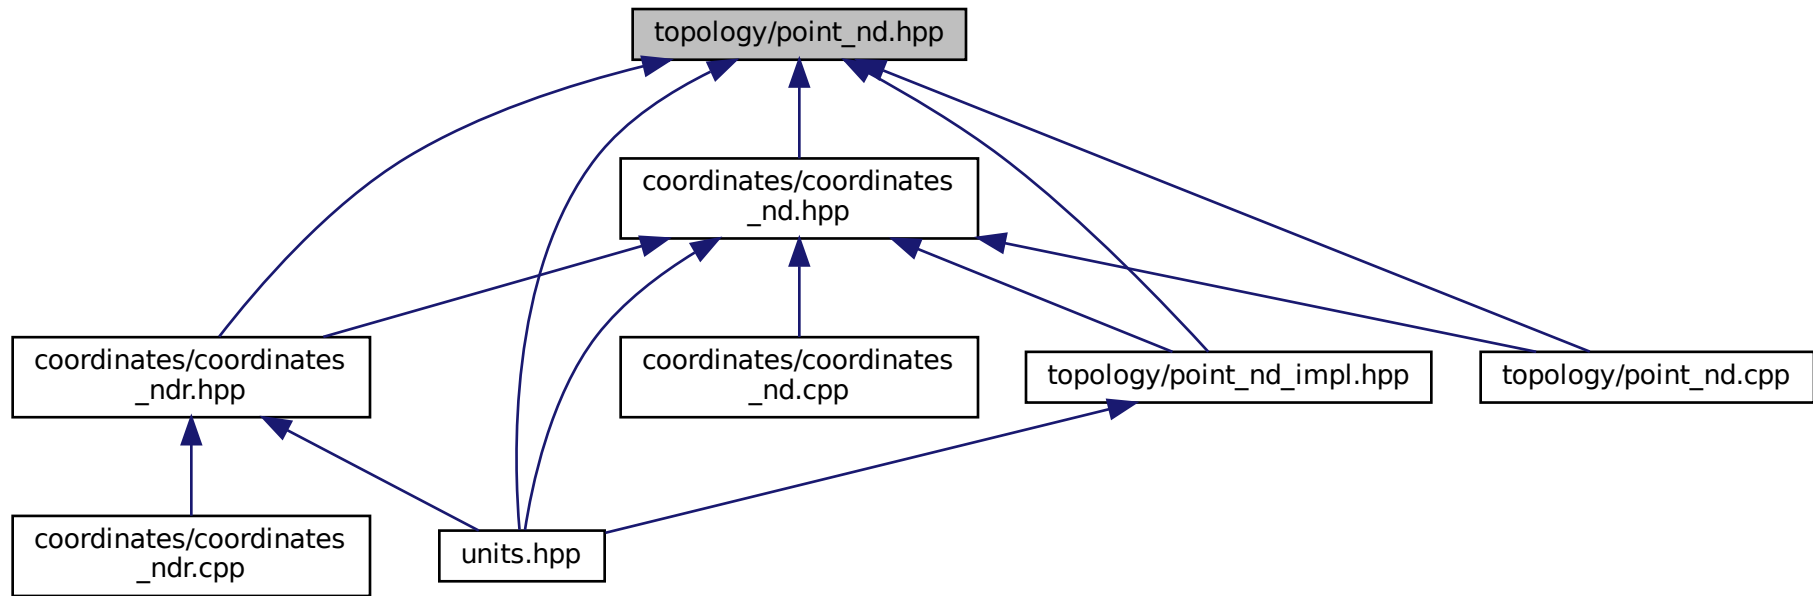 topology/point_nd.hpp
coordinates/coordinates
_nd.hpp
coordinates/coordinates
_ndr.hpp
coordinates/coordinates
_nd.cpp
topology/point_nd_impl.hpp
topology/point_nd.cpp
coordinates/coordinates
_ndr.cpp
units.hpp